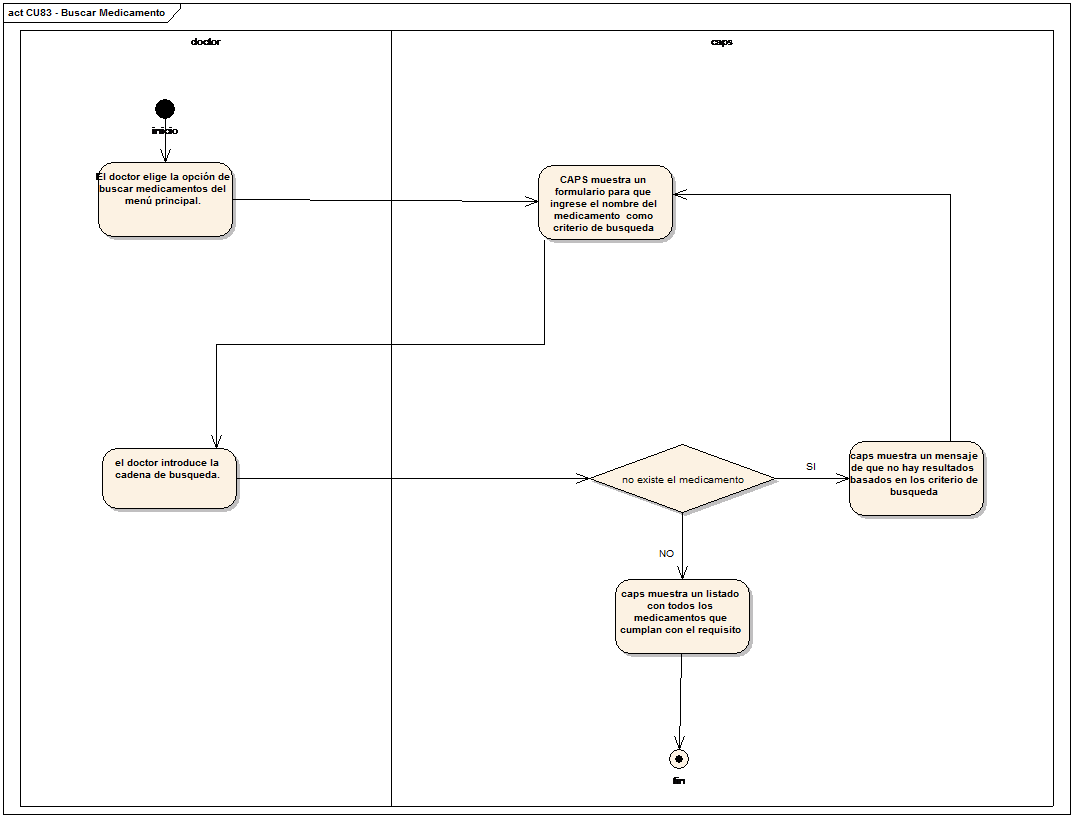 act CU83 - Buscar Medicamento
doctor
caps
inicio
El doctor elige la opción de
buscar medicamentos del
menú principal.
CAPS muestra un
formulario para que
ingrese el nombre del
medicamento como
criterio de busqueda
el doctor introduce la
cadena de busqueda.
no existe el medicamento
SI
caps muestra un mensaje
de que no hay resultados
basados en los criterio de
busqueda
NO
caps muestra un listado
con todos los
medicamentos que
cumplan con el requisito
fin